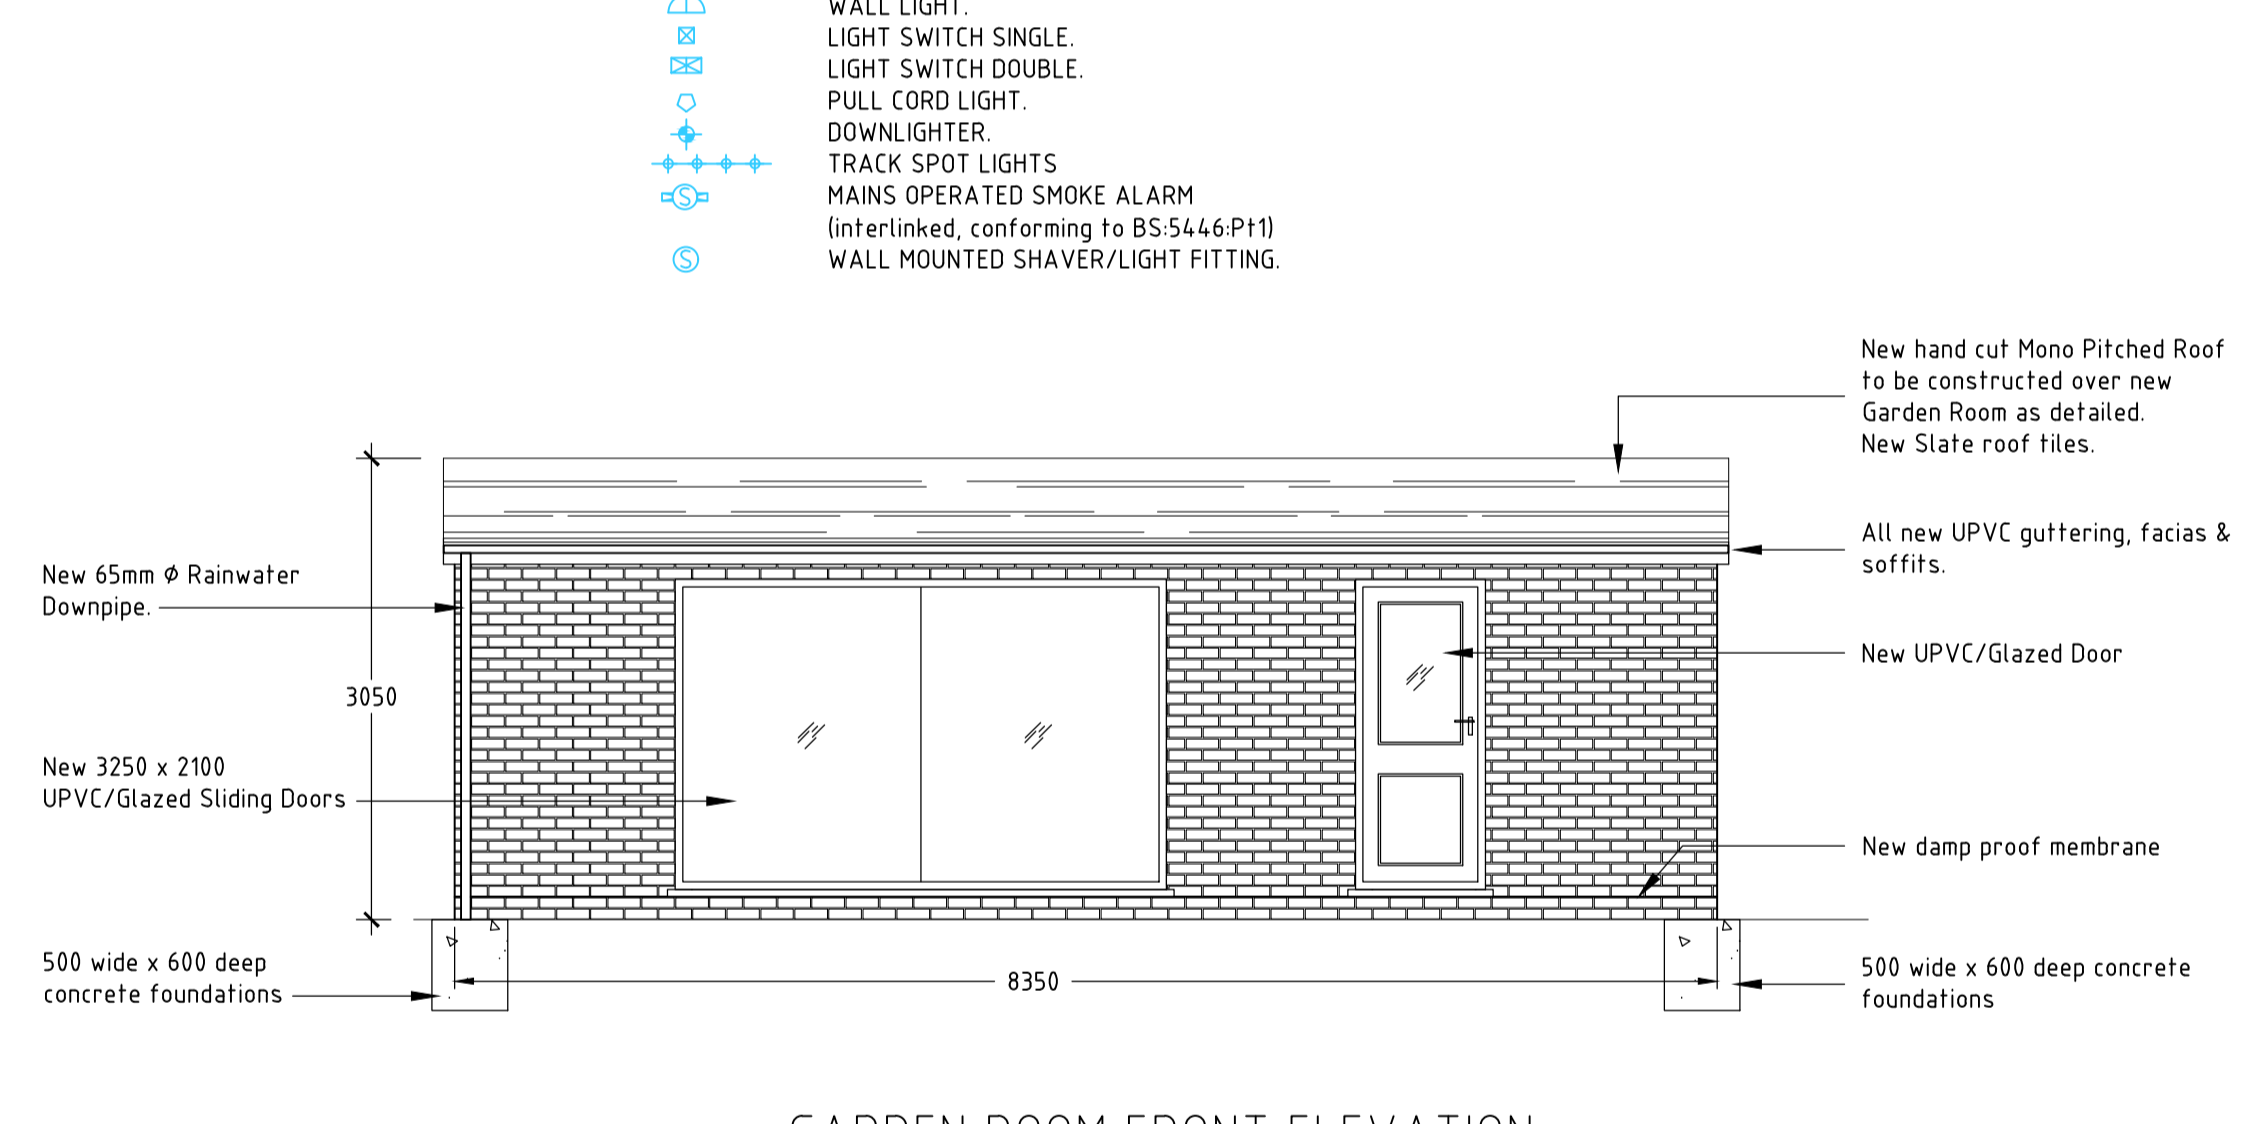 WALL LIGHT.
LIGHT SWITCH SINGLE.
LIGHT SWITCH DOUBLE.
PULL CORD LIGHT.
DOWNLIGHTER.
TRACK SPOT LIGHTS
S MAINS OPERATED SMOKE ALARM
(interlinked, conforming to BS:5446:Pt1)
S WALL MOUNTED SHAVER/LIGHT FITTING.
New hand cut Mono Pitched Roof
to be constructed over new
Garden Room as detailed.
New Slate roof tiles.
All new UPVC guttering, facias &
soffits.
New 65mm Ø Rainwater
Downpipe.
New UPVC/Glazed Door
3050
New 3250 x 2100
UPVC/Glazed Sliding Doors
New damp proof membrane
500 wide x 600 deep
concrete foundations
8350
500 wide x 600 deep concrete
foundations
GARDEN ROOM FRONT ELEVATION